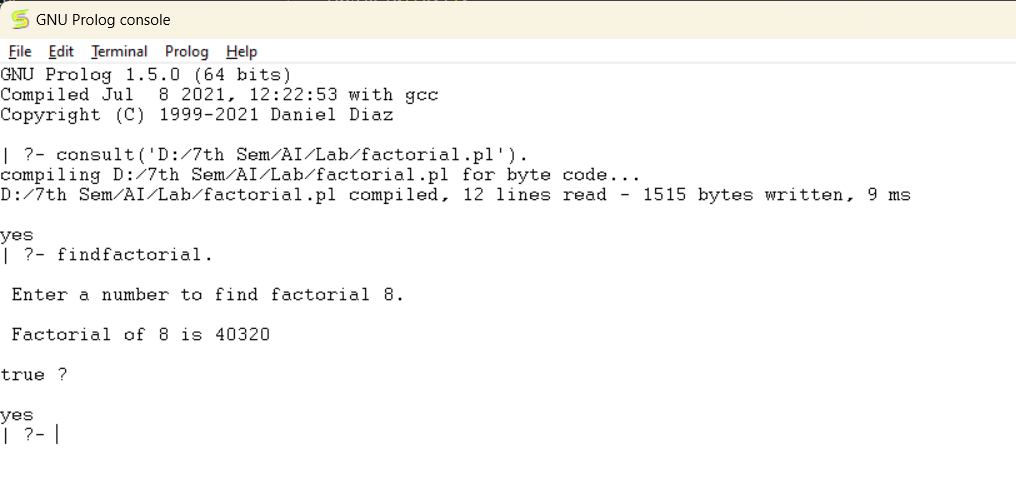 GNU Prolog console
File Edit Terminal Prolog Help
GNU Prolog 1.5.0 (64 bits)
Compiled Jul  8 2021, 12:22:53 with gcc
Copyright (C) 1999-2021 Daniel Diaz
| ?- consult('D:/7th Sem/AI/Lab/factorial.pl').
compiling D:/7th Sem/AI/Lab/factorial.pl for byte code...
D:/7th Sem/AI/Lab/factorial.pl compiled, 12 lines read - 1515 bytes written, 9 ms
yes
| ?- findfactorial.
Enter a number to find factorial 8.
Factorial of 8 is 40320
true ?
yes
| ?-